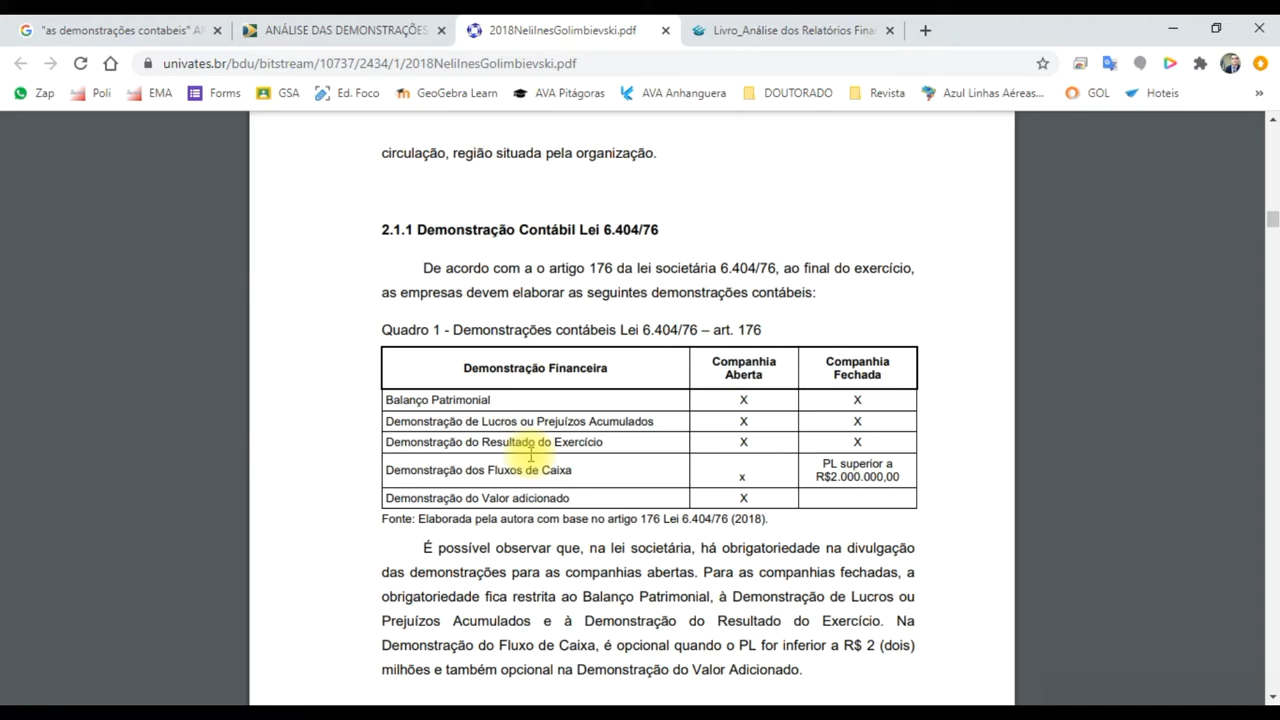 "as demonstrações contabeis" AF
ANÁLISE DAS DEMONSTRAÇÕES
2018NeliInesGolimbievski.pdf
Livro_Análise dos Relatórios Finan
univates.br/bdu/bitstream/10737/2434/1/2018NeliInesGolimbievski.pdf
Zap Poli EMA Forms GSA Ed. Foco GeoGebra Learn AVA Pitágoras AVA Anhanguera DOUTORADO Revista Azul Linhas Aéreas... GOL Hoteis »
circulação, região situada pela organização.
2.1.1 Demonstração Contábil Lei 6.404/76
De acordo com a o artigo 176 da lei societária 6.404/76, ao final do exercício,
as empresas devem elaborar as seguintes demonstrações contábeis:
Quadro 1 - Demonstrações contábeis Lei 6.404/76 – art. 176
Demonstração Financeira Companhia Aberta Companhia Fechada
Balanço Patrimonial X X
Demonstração de Lucros ou Prejuízos Acumulados X X
Demonstração do Resultado do Exercício X X
Demonstração dos Fluxos de Caixa x PL superior a R$2.000.000,00
Demonstração do Valor adicionado X
Fonte: Elaborada pela autora com base no artigo 176 Lei 6.404/76 (2018).
É possível observar que, na lei societária, há obrigatoriedade na divulgação
das demonstrações para as companhias abertas. Para as companhias fechadas, a
obrigatoriedade fica restrita ao Balanço Patrimonial, à Demonstração de Lucros ou
Prejuízos Acumulados e à Demonstração do Resultado do Exercício. Na
Demonstração do Fluxo de Caixa, é opcional quando o PL for inferior a R$ 2 (dois)
milhões e também opcional na Demonstração do Valor Adicionado.